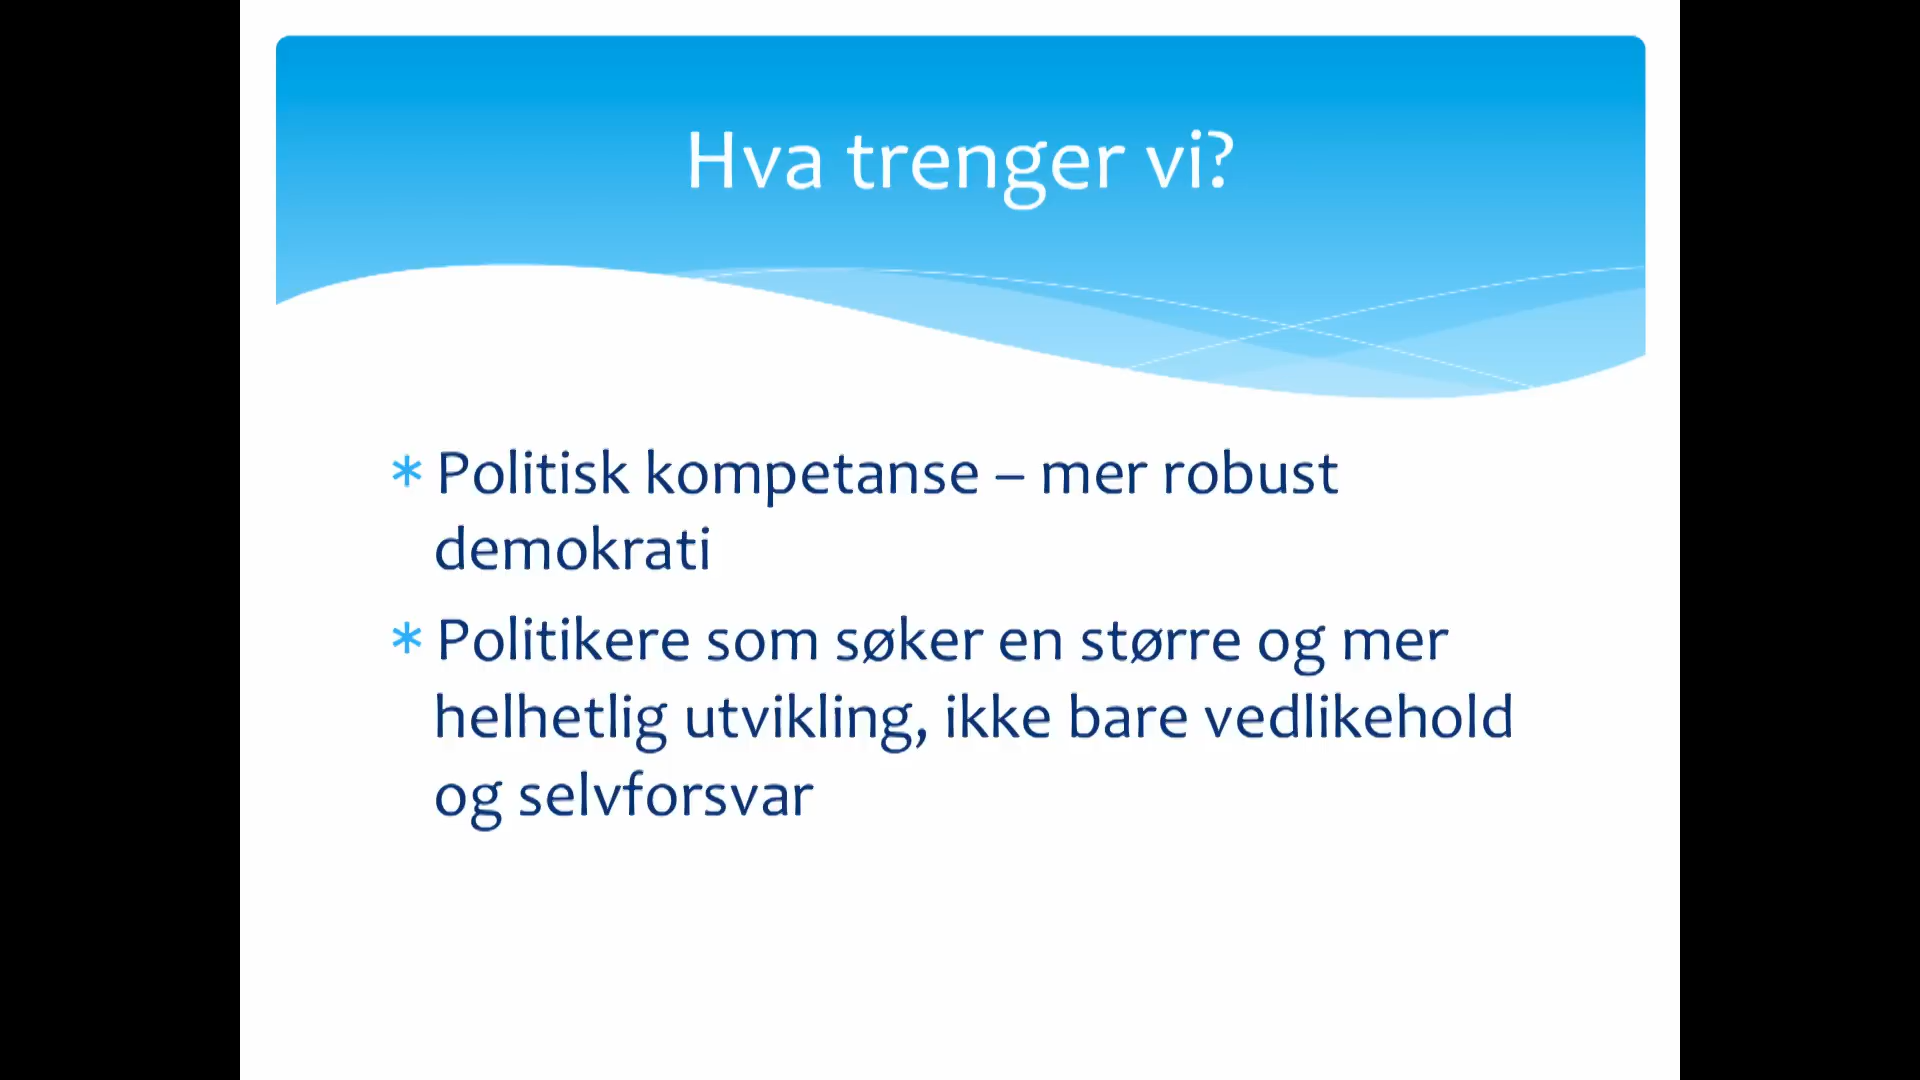 Hva trenger vi?
* Politisk kompetanse – mer robust
demokrati
* Politikere som søker en større og mer
helhetlig utvikling, ikke bare vedlikehold
og selvforsvar